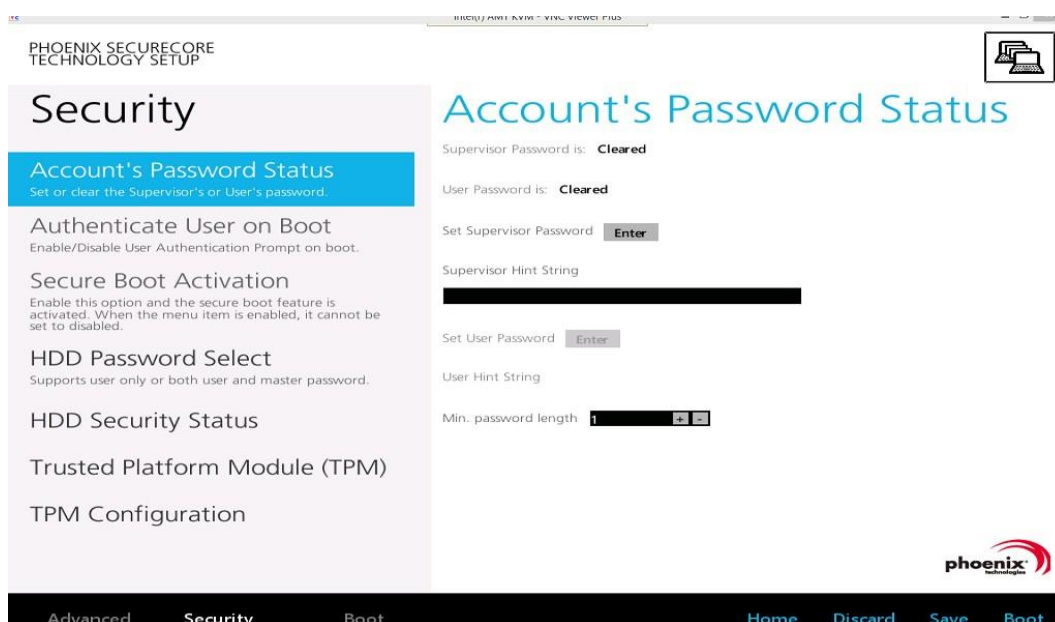 Intel(r) AMT KVM - VNC Viewer Plus
PHOENIX SECURECORE
TECHNOLOGY SETUP
Security
Account's Password Status
Set or clear the Supervisor's or User's password.
Authenticate User on Boot
Enable/Disable User Authentication Prompt on boot.
Secure Boot Activation
Enable this option and the secure boot feature is
activated. When the menu item is enabled, it cannot be
set to disabled.
HDD Password Select
Supports user only or both user and master password.
HDD Security Status
Trusted Platform Module (TPM)
TPM Configuration
Account's Password Status
Supervisor Password is: Cleared
User Password is: Cleared
Set Supervisor Password Enter
Supervisor Hint String
Set User Password Enter
User Hint String
Min. password length 1 + -
phoenix
technologies
Advanced Security Boot Home Discard Save Boot